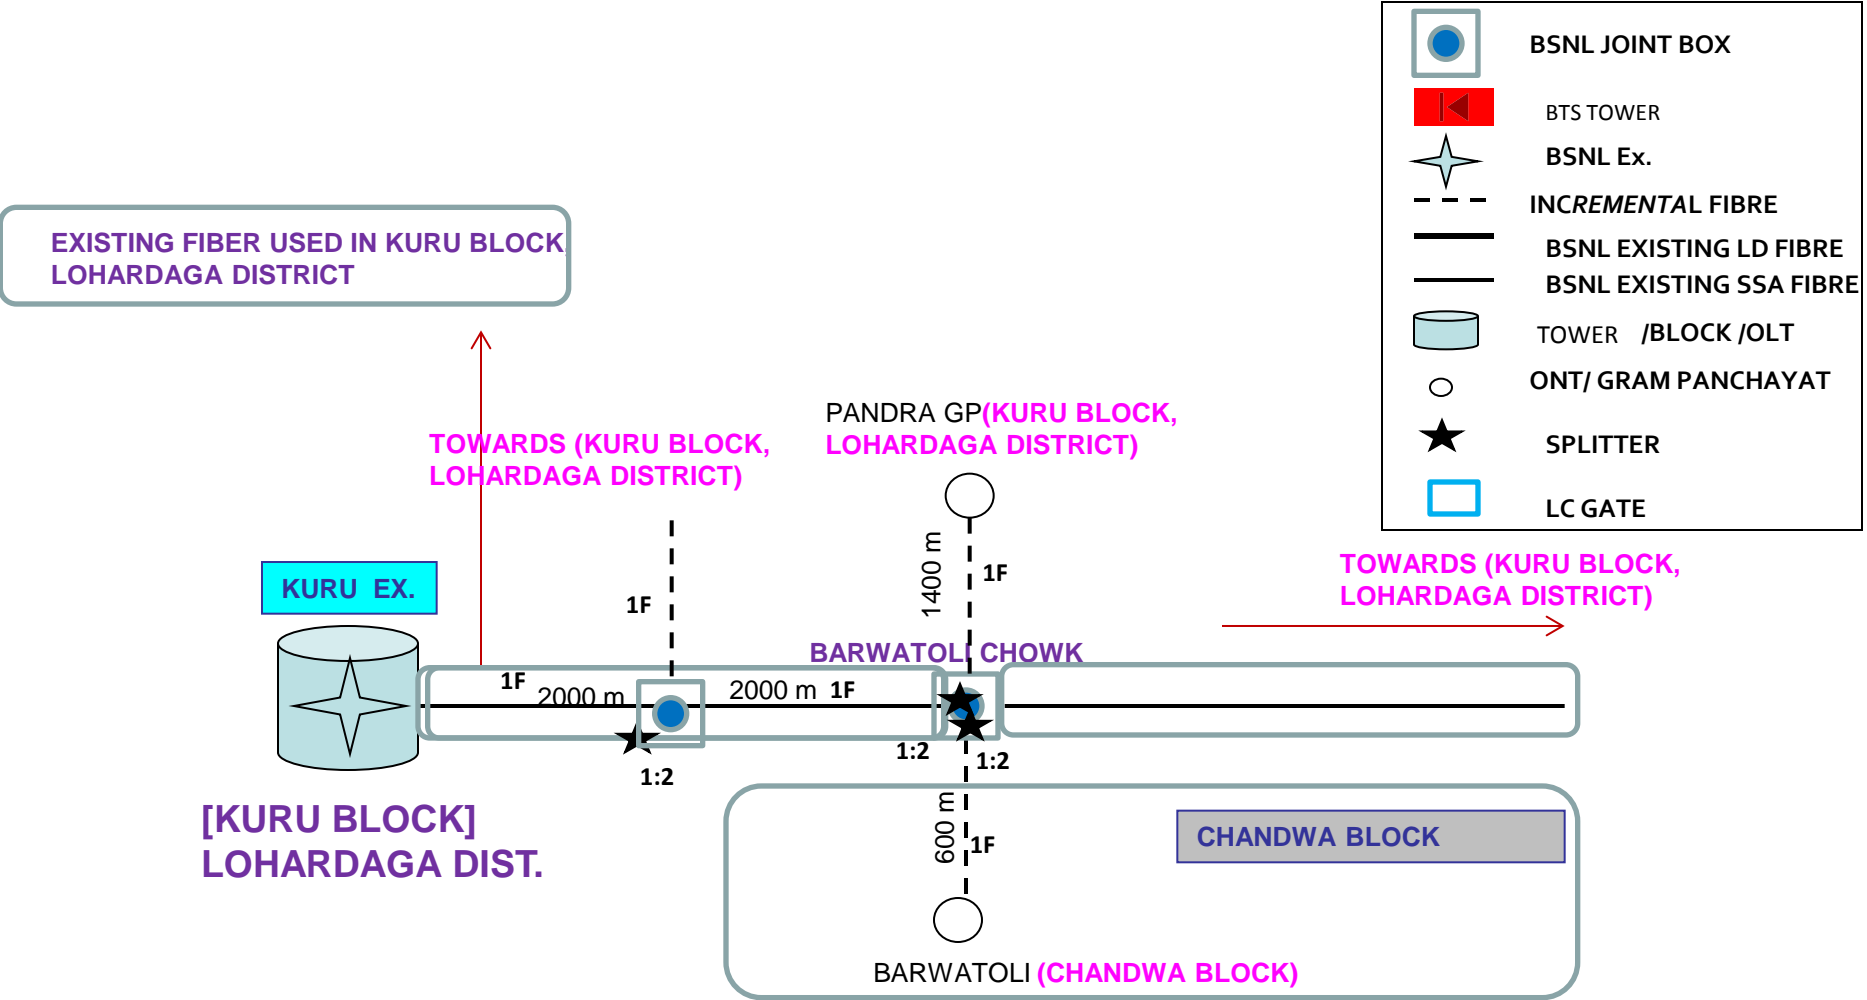 BSNL JOINT BOX
BTS TOWER
BSNL Ex.
INCREMENTAL FIBRE
BSNL EXISTING LD FIBRE
BSNL EXISTING SSA FIBRE
TOWER /BLOCK /OLT
ONT/ GRAM PANCHAYAT
SPLITTER
LC GATE
EXISTING FIBER USED IN KURU BLOCK,
LOHARDAGA DISTRICT
TOWARDS (KURU BLOCK,
LOHARDAGA DISTRICT)
PANDRA GP(KURU BLOCK,
LOHARDAGA DISTRICT)
TOWARDS (KURU BLOCK,
LOHARDAGA DISTRICT)
KURU EX.
1F
1400 m
1F
BARWATOLI CHOWK
1F
2000 m
2000 m 1F
1:2
1:2
1:2
[KURU BLOCK]
LOHARDAGA DIST.
600 m
1F
CHANDWA BLOCK
BARWATOLI (CHANDWA BLOCK)